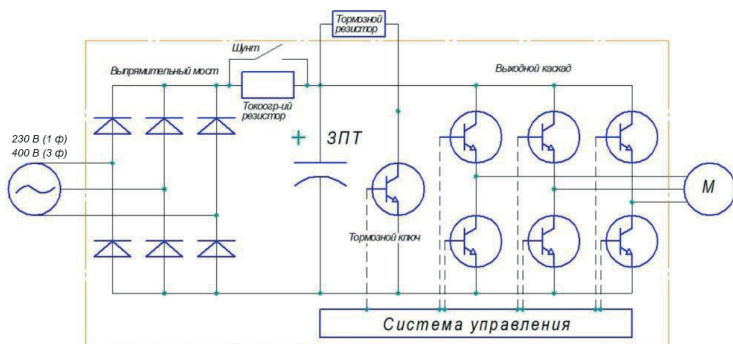 Тормозной
резистор
Шунт
Выпрямительный мост
Выходной каскад
Токоогр-ий
резистор
230 В (1 ф)
400 В (3 ф)
+ ЗПТ
М
Тормозной ключ
Система управления